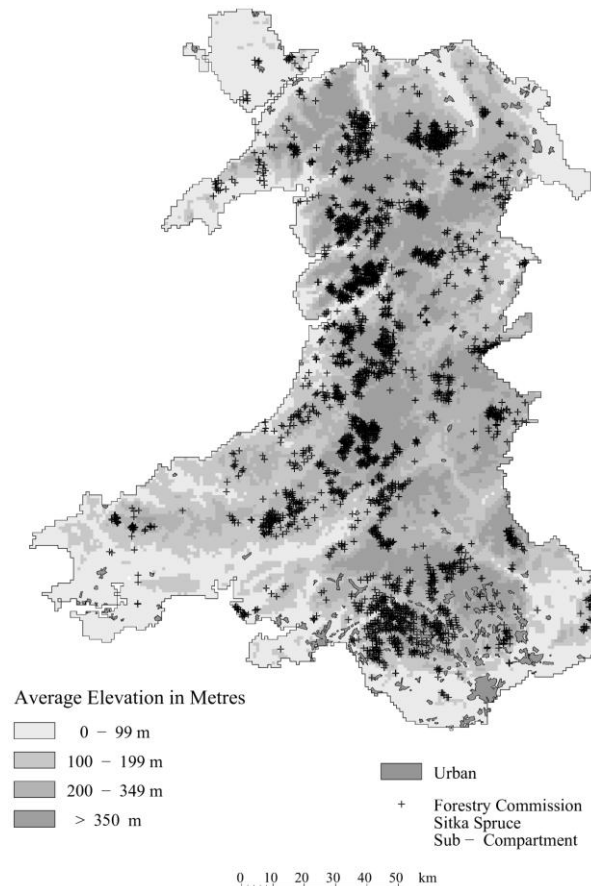 Average Elevation in Metres
0 – 99 m
100 – 199 m
200 – 349 m
> 350 m
Urban
+ Forestry Commission
Sitka Spruce
Sub – Compartment
0 10 20 30 40 50 km